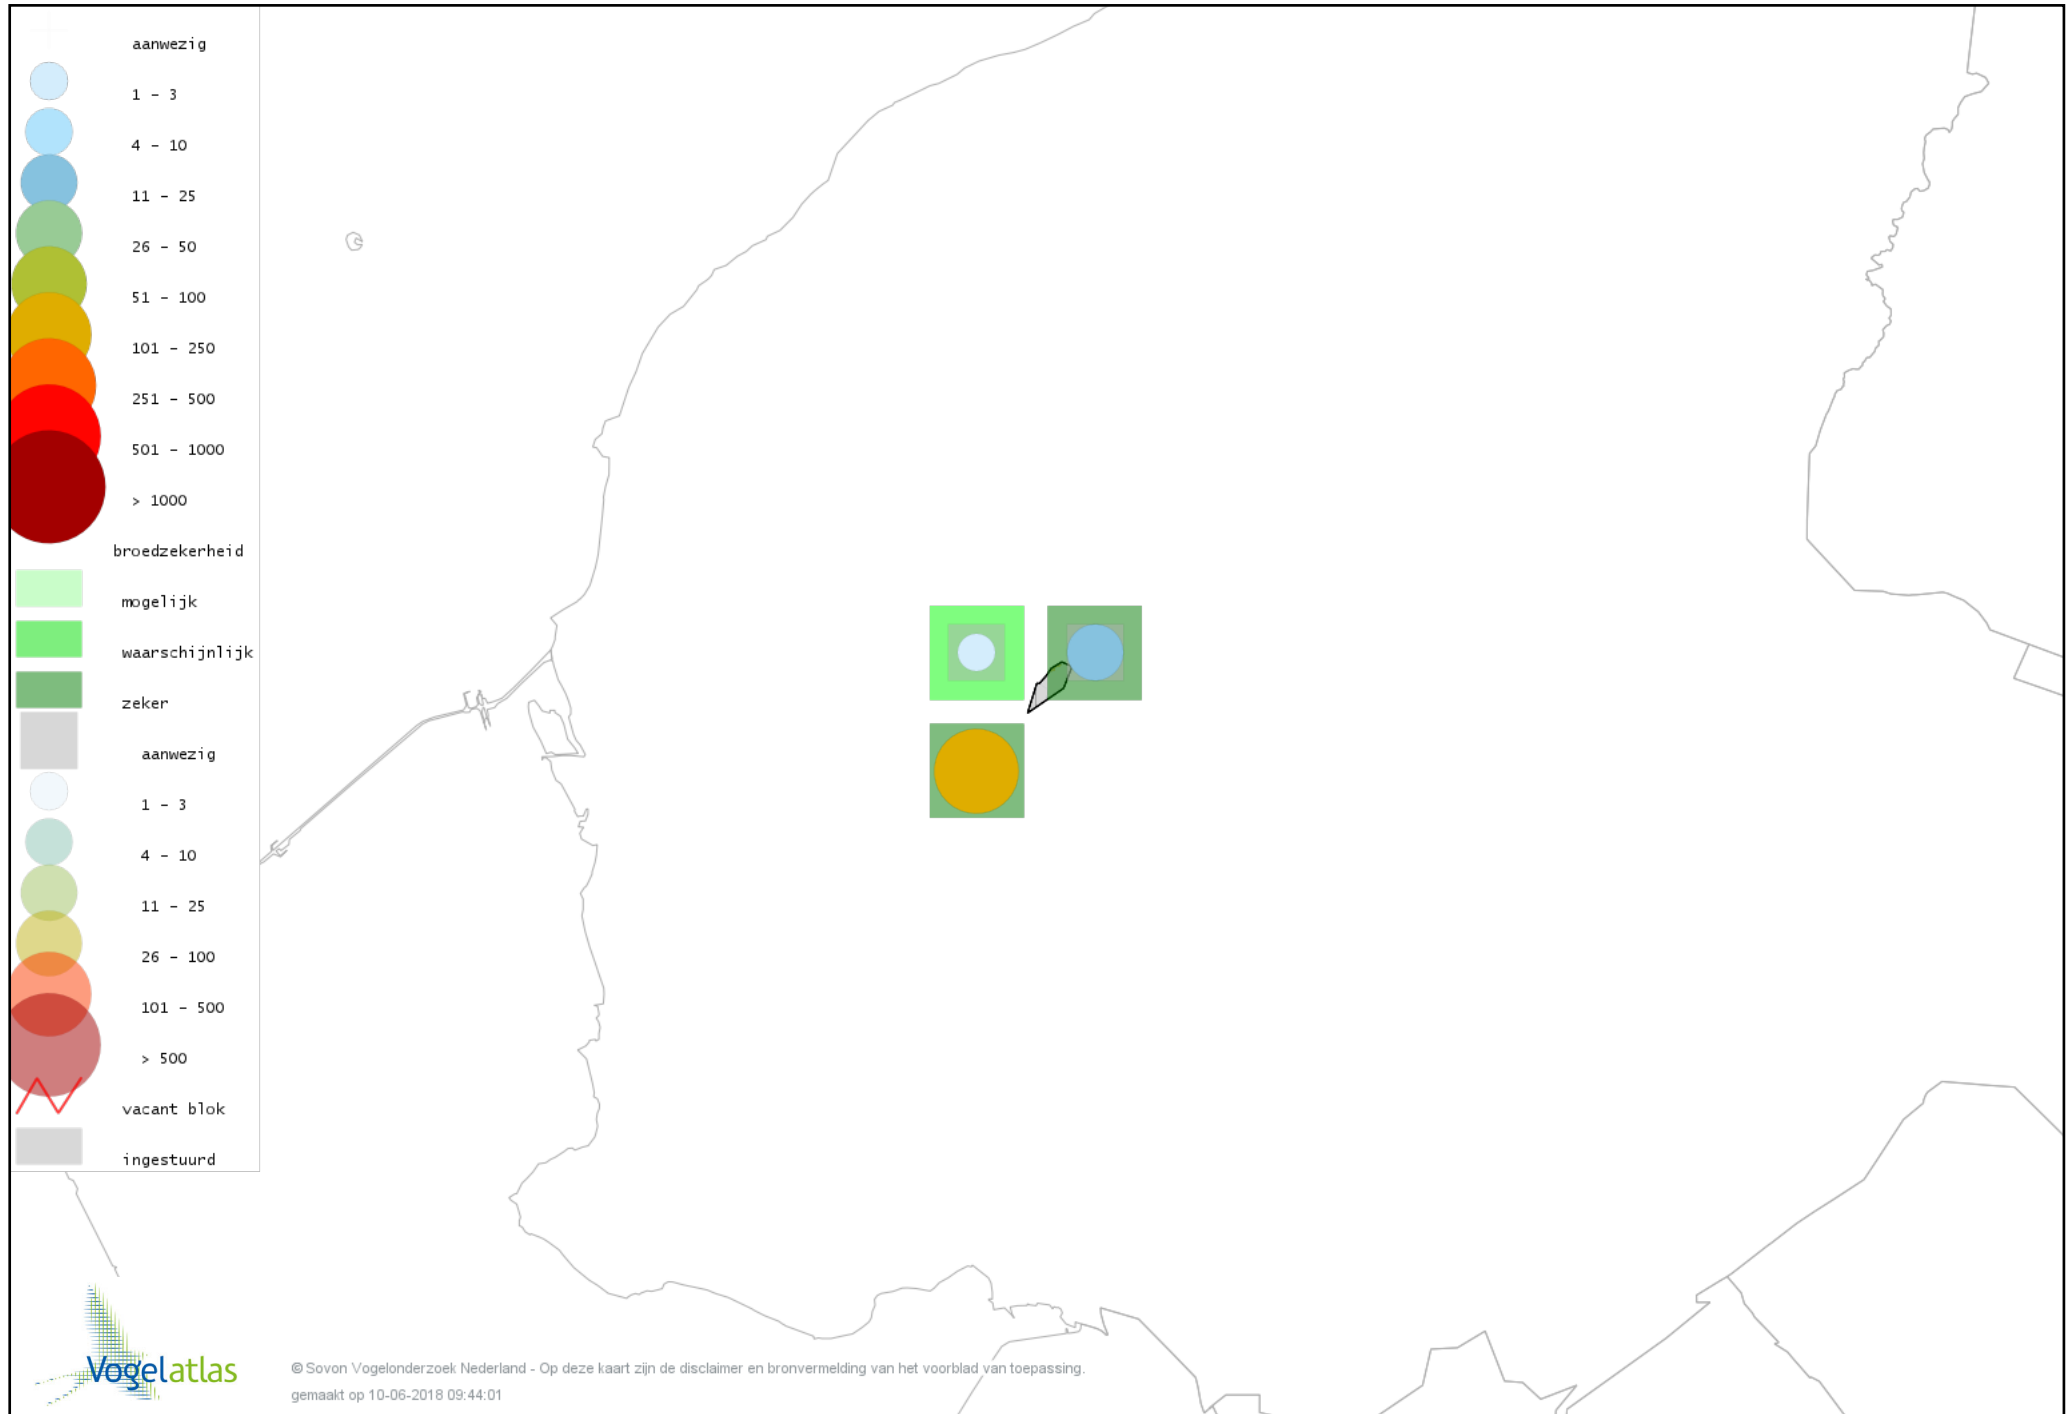 aanwezig
1 - 3
4 - 10
11 - 25
26 - 50
51 - 100
101 - 250
251 - 500
501 - 1000
> 1000
broedzekerheid
mogelijk
waarschijnlijk
zeker
aanwezig
1 - 3
4 - 10
11 - 25
26 - 100
101 - 500
> 500
vacant blok
ingestuurd
Vogelatlas
© Sovon Vogelonderzoek Nederland - Op deze kaart zijn de disclaimer en bronvermelding van het voorblad van toepassing.
gemaakt op 10-06-2018 09:44:01